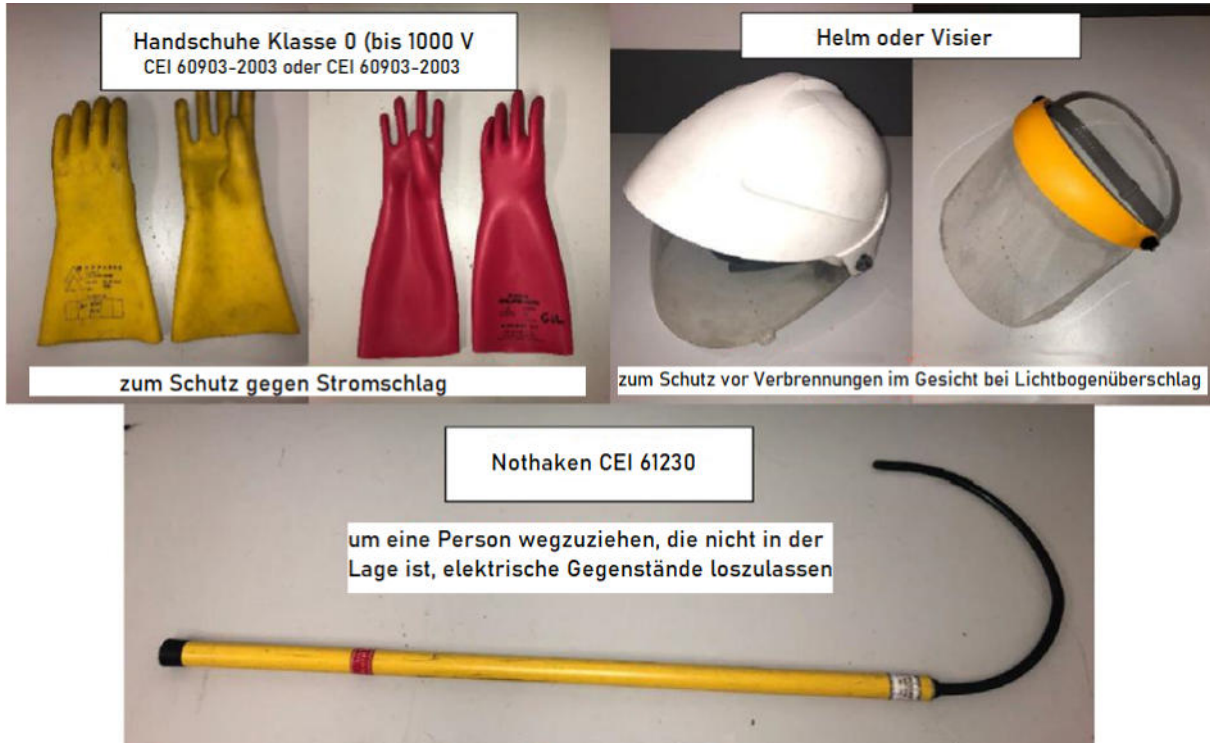 Handschuhe Klasse 0 (bis 1000 V
CEI 60903-2003 oder CEI 60903-2003
zum Schutz gegen Stromschlag
Helm oder Visier
zum Schutz vor Verbrennungen im Gesicht bei Lichtbogenüberschlag
Nothaken CEI 61230
um eine Person wegzuziehen, die nicht in der
Lage ist, elektrische Gegenstände loszulassen